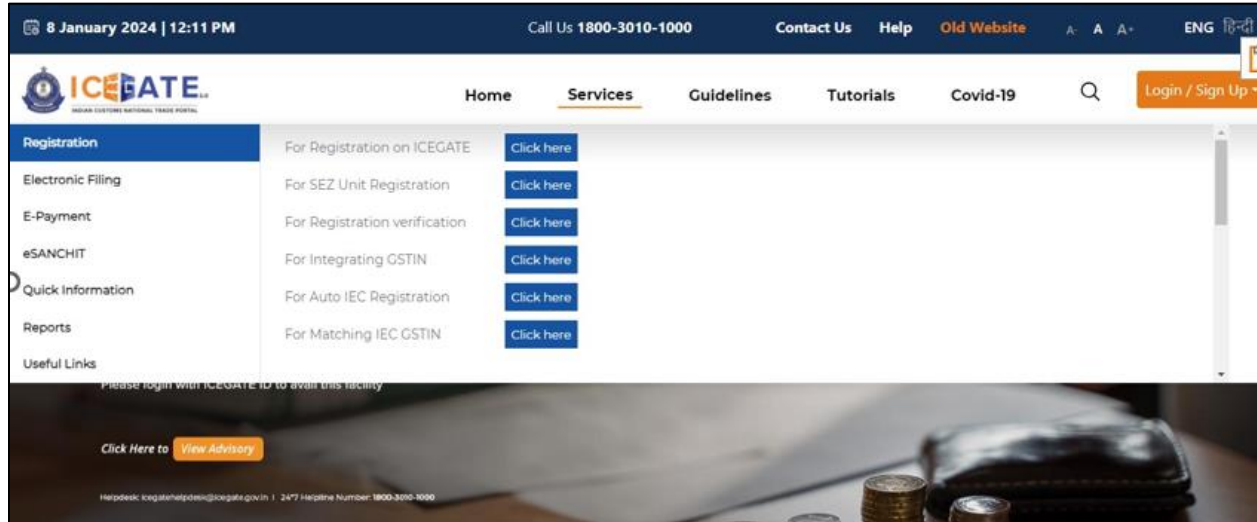 8 January 2024 | 12:11 PM Call Us 1800-3010-1000 Contact Us Help Old Website A- A A+ ENG हिन्दी
ICEGATE
INDIAN CUSTOMS NATIONAL TRADE PORTAL
Home Services Guidelines Tutorials Covid-19 Login / Sign Up
Registration
Electronic Filing
E-Payment
eSANCHIT
Quick Information
Reports
Useful Links
For Registration on ICEGATE Click here
For SEZ Unit Registration Click here
For Registration verification Click here
For Integrating GSTIN Click here
For Auto IEC Registration Click here
For Matching IEC GSTIN Click here
Please login with ICEGATE ID to avail this facility
Click Here to View Advisory
Helpdesk: icegatehelpdesk@icegate.gov.in | 24*7 Helpline Number: 1800-3010-1000